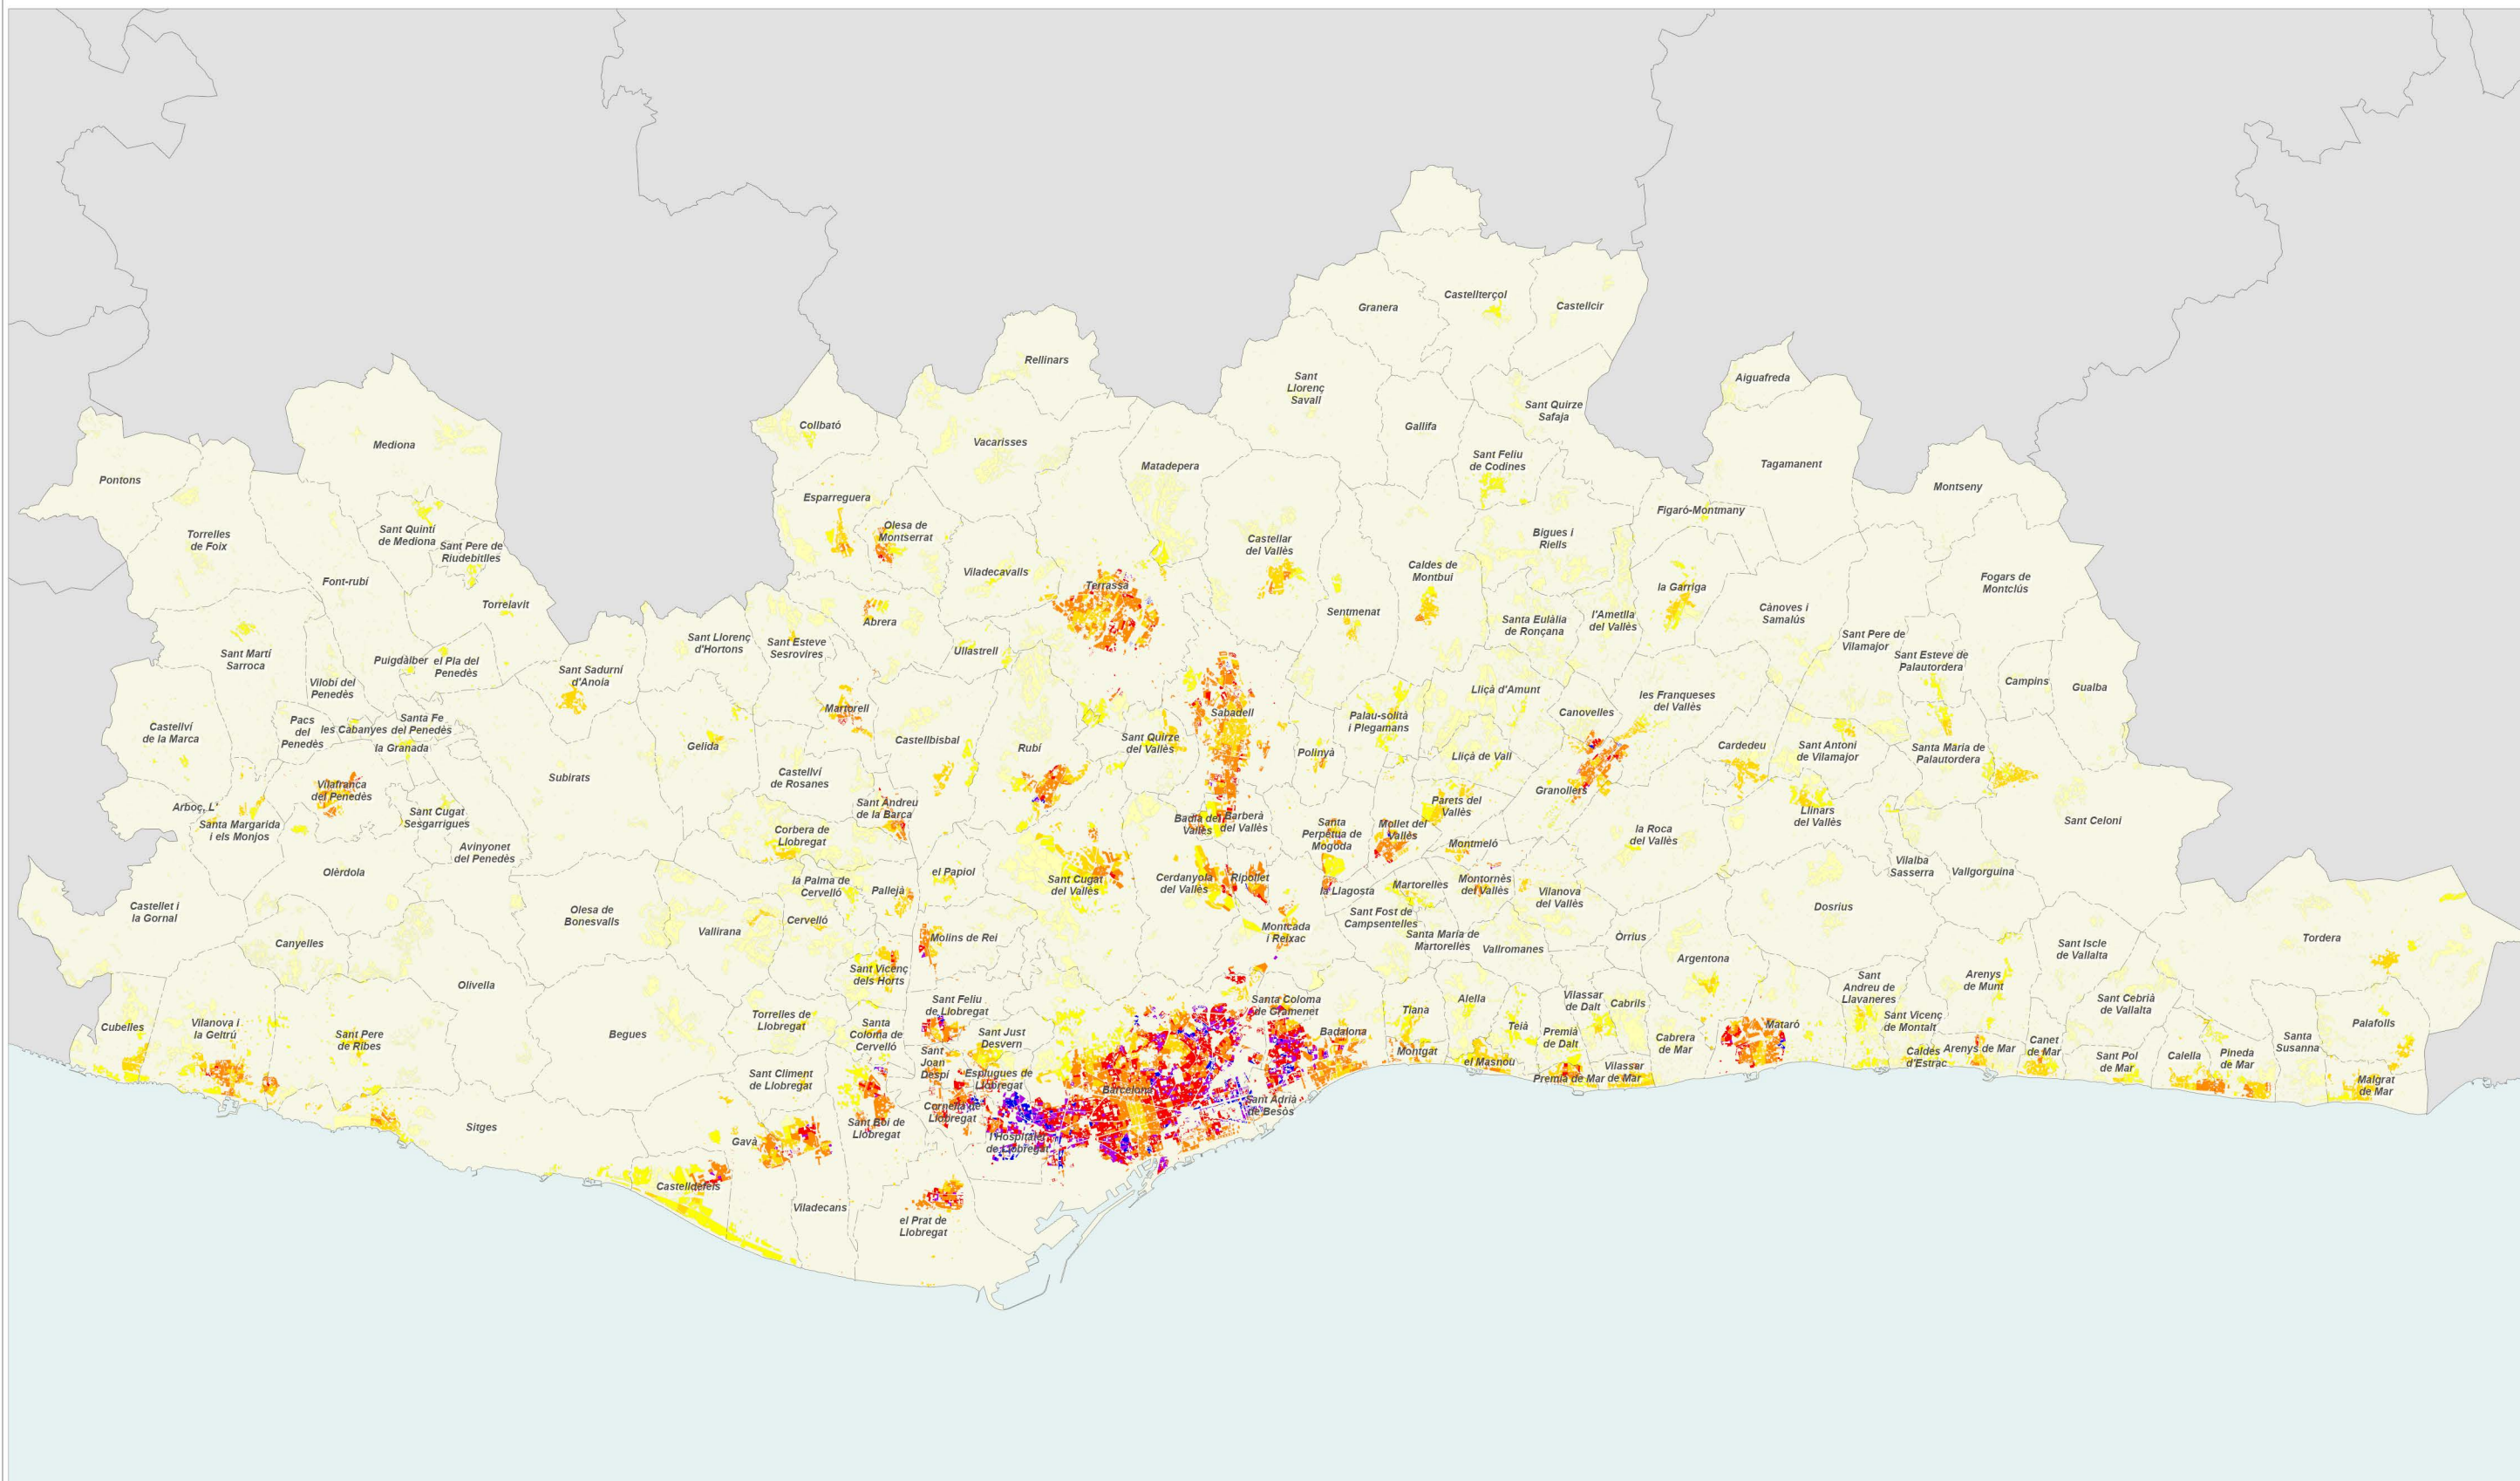 Castellterçol
Granera
Castellcir
Rellinars
Sant
Llorenç
Savall
Aiguafreda
Sant Quirze
Safaja
Collbató
Gallifa
Vacarisses
Mediona
Matadepera
Sant Feliu
de Codines
Tagamanent
Pontons
Montseny
Esparreguera
Figaró-Montmany
Olesa de
Montserrat
Sant Quintí
de Mediona
Torrelles
de Foix
Bigues i
Riells
Castellar
del Vallès
Sant Pere de
Riudebitlles
Viladecavalls
Caldes de
Montbui
Font-rubí
Fogars de
Montclús
Terrassa
la Garriga
Torrelavit
Sentmenat
Cànoves i
Samalús
Abrera
Santa Eulàlia
de Ronçana
l'Ametlla
del Vallès
Sant Llorenç
d'Hortons
Sant Esteve
Sesrovires
Sant Pere de
Vilamajor
Ullastrell
Sant Martí
Sarroca
Puigdàlber
el Pla del
Penedès
Sant Esteve de
Palautordera
Sant Sadurní
d'Anoia
Campins
Gualba
Vilobí del
Penedès
Lliçà d'Amunt
les Franqueses
del Vallès
Martorell
Sabadell
Canovelles
Palau-solità
i Plegamans
Castellví
de la Marca
Pacs
del
Penedès
les Cabanyes
Santa Fe
del Penedès
la Granada
Gelida
Castellbisbal
Rubí
Sant Quirze
del Vallès
Polinyà
Lliçà de Vall
Cardedeu
Sant Antoni
de Vilamajor
Santa Maria de
Palautordera
Subirats
Castellví
de Rosanes
Vilafranca
del Penedès
Granollers
Arboç, L'
Santa Margarida
i els Monjos
Sant Cugat
Sesgarrigues
Sant Andreu
de la Barca
Parets del
Vallès
Llinars
del Vallès
Sant Celoni
Badia del
Vallès
Barberà
del Vallès
Santa
Perpètua de
Mogoda
Mollet del
Vallès
Corbera de
Llobregat
la Roca
del Vallès
Montmeló
Avinyonet
del Penedès
Olèrdola
el Papiol
Vilalba
Sasserra
Vallgorguina
Sant Cugat
del Vallès
Cerdanyola
del Vallès
Ripollet
la Llagosta
Martorelles
Montornès
del Vallès
Vilanova
del Vallès
la Palma de
Cervelló
Pallejà
Castellet i
la Gornal
Olesa de
Bonesvalls
Cervelló
Vallirana
Sant Fost de
Campsentelles
Dosrius
Molins de Rei
Montcada
i Reixac
Santa Maria de
Martorelles
Vallromanes
Òrrius
Canyelles
Tordera
Sant Iscle
de Vallalta
Argentona
Sant Vicenç
dels Horts
Olivella
Sant
Andreu de
Llavaneres
Arenys
de Munt
Sant Feliu
de Llobregat
Santa Coloma
de Gramenet
Tiana
Alella
Vilassar
de Dalt
Cabrils
Sant Cebrià
de Vallalta
Cubelles
Vilanova i
la Geltrú
Sant Pere
de Ribes
Begues
Torrelles de
Llobregat
Santa
Coloma de
Cervelló
Sant Just
Desvern
Badalona
Teià
Premià
de Dalt
Cabrera
de Mar
Mataró
Sant Vicenç
de Montalt
Palafolls
Santa
Susanna
Sant
Joan
Despí
Montgat
el Masnou
Caldes
d'Estrac
Arenys de Mar
Canet
de Mar
Sant Pol
de Mar
Calella
Pineda
de Mar
Sant Climent
de Llobregat
Esplugues de
Llobregat
Barcelona
Premià de Mar
Vilassar
de Mar
Malgrat
de Mar
Sant Adrià
de Besòs
Cornellà de
Llobregat
Sitges
Sant Boi de
Llobregat
Gavà
l'Hospitalet
de Llobregat
Castelldefels
Viladecans
el Prat de
Llobregat